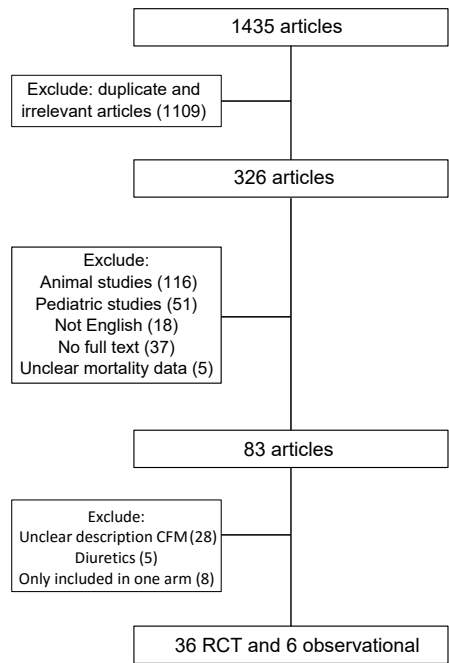 1435 articles
Exclude: duplicate and
irrelevant articles (1109)
326 articles
Exclude:
Animal studies (116)
Pediatric studies (51)
Not English (18)
No full text (37)
Unclear mortality data (5)
83 articles
Exclude:
Unclear description CFM (28)
Diuretics (5)
Only included in one arm (8)
36 RCT and 6 observational